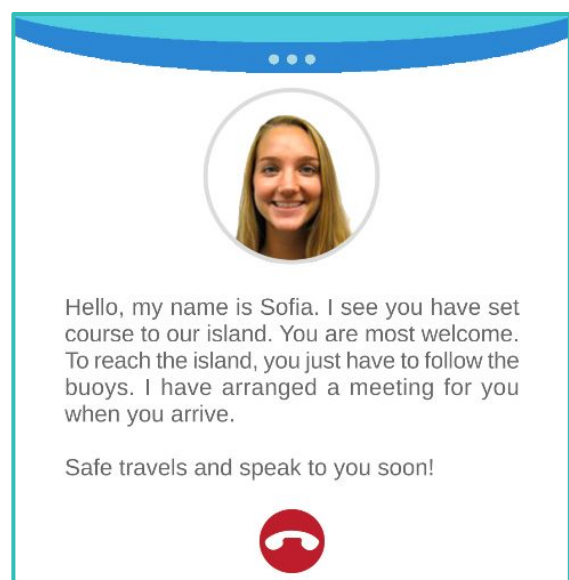 Hello, my name is Sofia. I see you have set
course to our island. You are most welcome.
To reach the island, you just have to follow the
buoys. I have arranged a meeting for you
when you arrive.
Safe travels and speak to you soon!